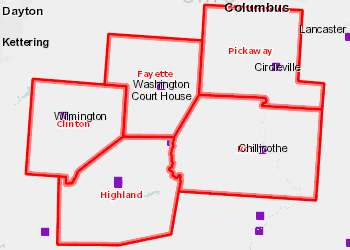 Columbus
Dayton
Lancaster
Kettering
Pickaway
Circleville
Fayette
Washington
Court House
Wilmington
Clinton
Chillicothe
Highland